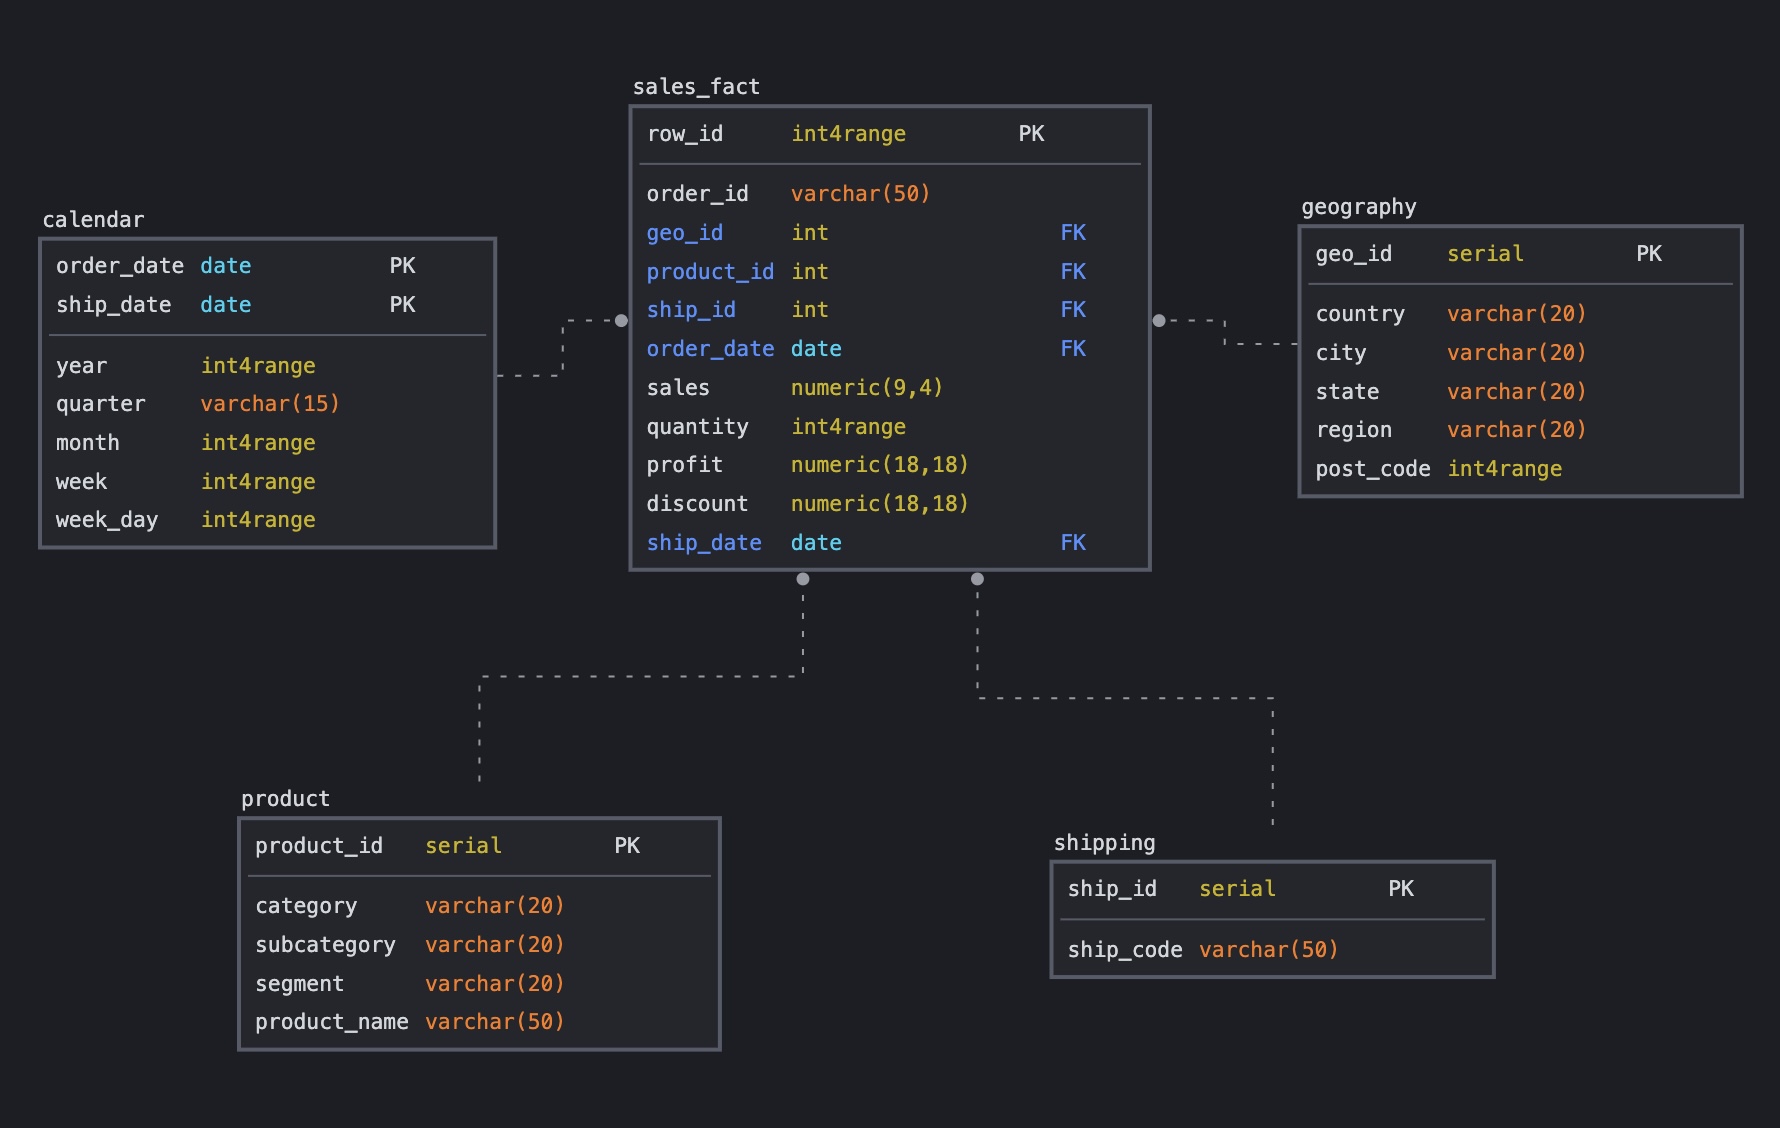 sales_fact
row_id int4range PK
order_id varchar(50)
geo_id int FK
product_id int FK
ship_id int FK
order_date date FK
sales numeric(9,4)
quantity int4range
profit numeric(18,18)
discount numeric(18,18)
ship_date date FK
calendar
order_date date PK
ship_date date PK
year int4range
quarter varchar(15)
month int4range
week int4range
week_day int4range
geography
geo_id serial PK
country varchar(20)
city varchar(20)
state varchar(20)
region varchar(20)
post_code int4range
product
product_id serial PK
category varchar(20)
subcategory varchar(20)
segment varchar(20)
product_name varchar(50)
shipping
ship_id serial PK
ship_code varchar(50)